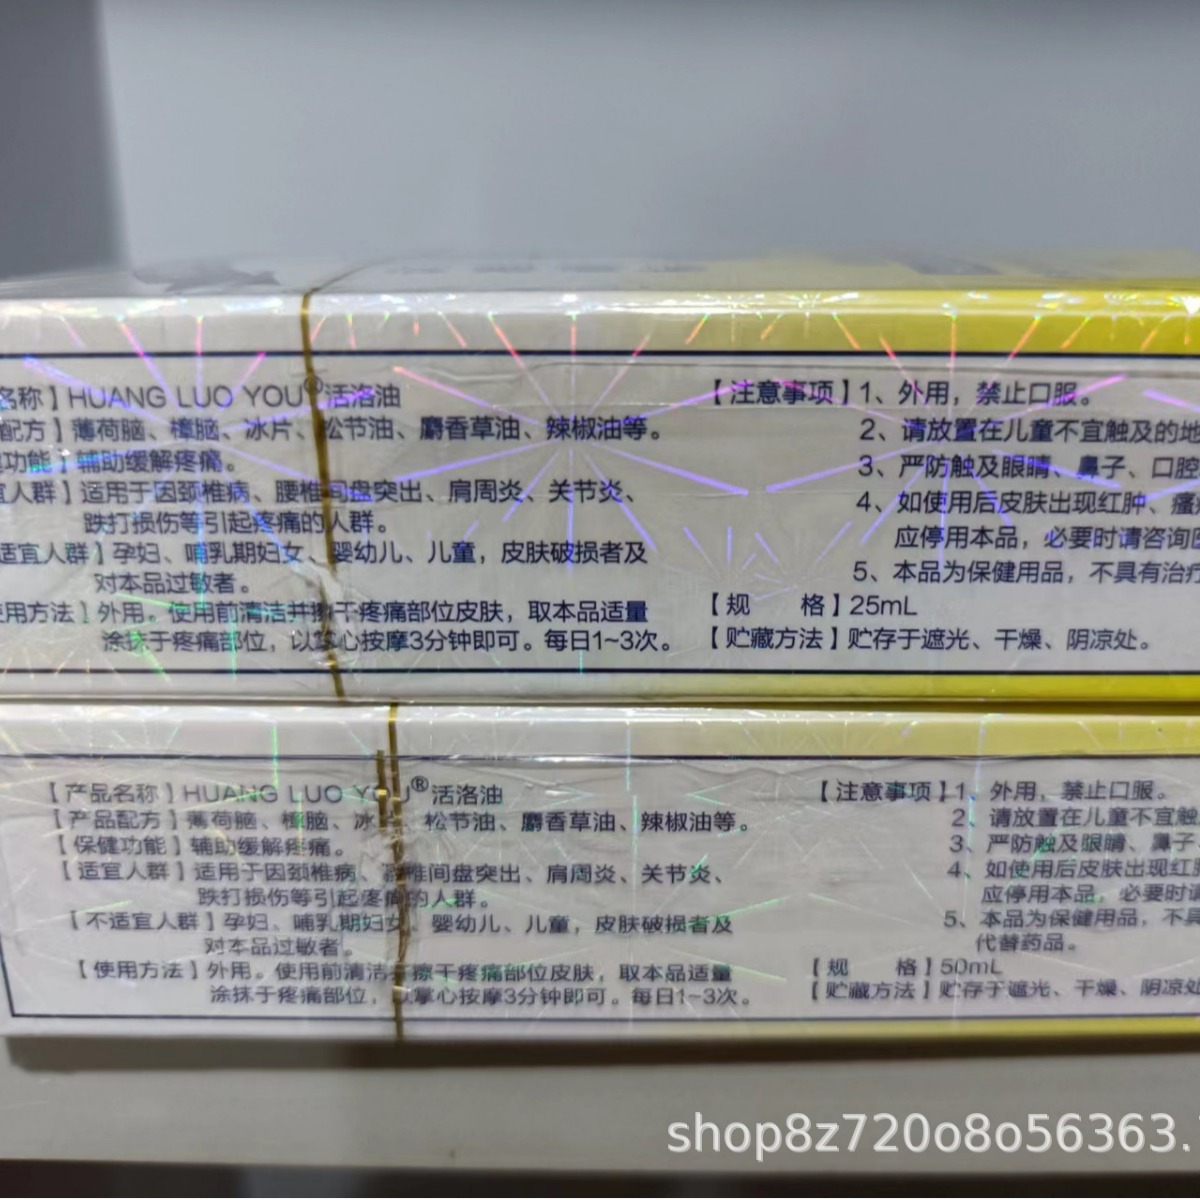 名称】HUANG LUO YOU®活洛油
配方】薄荷脑、樟脑、冰片、松节油、麝香草油、辣椒油等。
功能】辅助缓解疼痛。
宜人群】适用于因颈椎病、腰椎间盘突出、肩周炎、关节炎、
跌打损伤等引起疼痛的人群。
适宜人群】孕妇、哺乳期妇女、婴幼儿、儿童，皮肤破损者及
对本品过敏者。
使用方法】外用。使用前清洁并擦干疼痛部位皮肤，取本品适量
涂抹于疼痛部位，以掌心按摩3分钟即可。每日1~3次。
【注意事项】1、外用，禁止口服。
2、请放置在儿童不宜触及的地
3、严防触及眼睛、鼻子、口腔
4、如使用后皮肤出现红肿、瘙痒
应停用本品，必要时请咨询医
5、本品为保健用品，不具有治疗
【规 格】25mL
【贮藏方法】贮存于遮光、干燥、阴凉处。
【产品名称】HUANG LUO YOU®活洛油
【产品配方】薄荷脑、樟脑、冰片、松节油、麝香草油、辣椒油等。
【保健功能】辅助缓解疼痛。
【适宜人群】适用于因颈椎病、腰椎间盘突出、肩周炎、关节炎、
跌打损伤等引起疼痛的人群。
【不适宜人群】孕妇、哺乳期妇女、婴幼儿、儿童，皮肤破损者及
对本品过敏者。
【使用方法】外用。使用前清洁并擦干疼痛部位皮肤，取本品适量
涂抹于疼痛部位，以掌心按摩3分钟即可。每日1~3次。
【注意事项】1、外用，禁止口服。
2、请放置在儿童不宜触
3、严防触及眼睛、鼻子、
4、如使用后皮肤出现红肿
应停用本品，必要时请
5、本品为保健用品，不具
代替药品。
【规 格】50mL
【贮藏方法】贮存于遮光、干燥、阴凉处
shop8z720o8o56363.